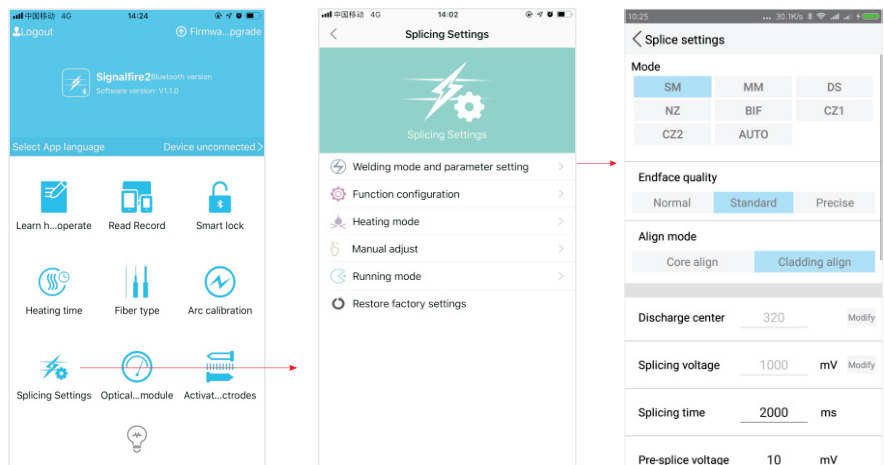 中国移动 4G 14:24
Logout Firmwa...pgrade
Signalfire2Bluetooth version
Software version: V1.1.0
Select App language Device unconnected
Learn h...operate Read Record Smart lock
Heating time Fiber type Arc calibration
Splicing Settings Optical...module Activat...ctrodes
中国移动 4G 14:02
Splicing Settings
Splicing Settings
Welding mode and parameter setting
Function configuration
Heating mode
Manual adjust
Running mode
Restore factory settings
10:25 ... 30.1K/s
Splice settings
Mode
SM MM DS
NZ BIF CZ1
CZ2 AUTO
Endface quality
Normal Standard Precise
Align mode
Core align Cladding align
Discharge center 320 Modify
Splicing voltage 1000 mV Modify
Splicing time 2000 ms
Pre-splice voltage 10 mV